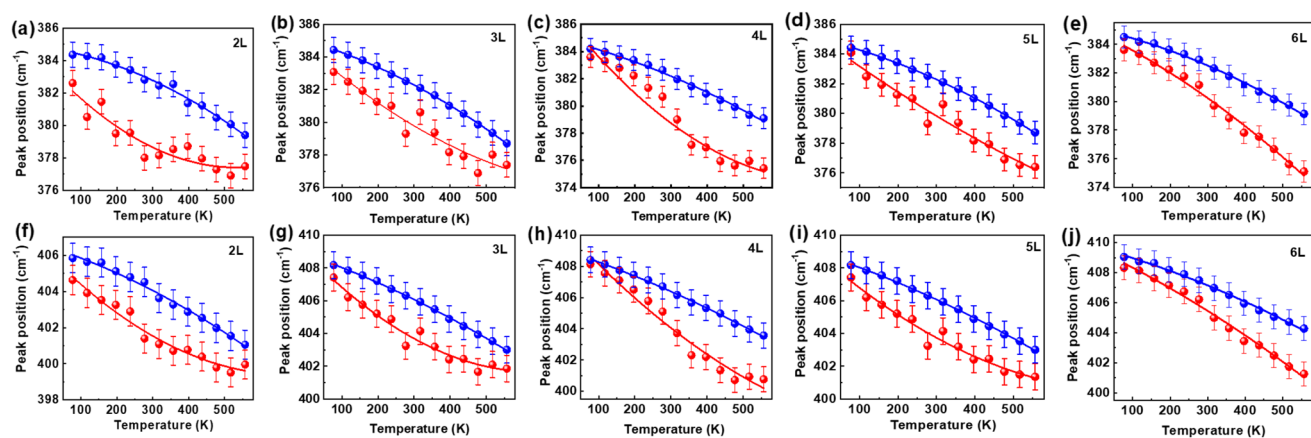 (a)
2L
Peak position (cm⁻¹)
386
384
382
380
378
376
100 200 300 400 500
Temperature (K)
(b)
3L
Peak position (cm⁻¹)
386
384
382
380
378
376
100 200 300 400 500
Temperature (K)
(c)
4L
Peak position (cm⁻¹)
386
384
382
380
378
376
374
100 200 300 400 500
Temperature (K)
(d)
5L
Peak position (cm⁻¹)
386
384
382
380
378
376
100 200 300 400 500
Temperature (K)
(e)
6L
Peak position (cm⁻¹)
384
382
380
378
376
374
100 200 300 400 500
Temperature (K)
(f)
2L
Peak position (cm⁻¹)
406
404
402
400
398
100 200 300 400 500
Temperature (K)
(g)
3L
Peak position (cm⁻¹)
410
408
406
404
402
400
100 200 300 400 500
Temperature (K)
(h)
4L
Peak position (cm⁻¹)
410
408
406
404
402
400
100 200 300 400 500
Temperature (K)
(i)
5L
Peak position (cm⁻¹)
410
408
406
404
402
400
100 200 300 400 500
Temperature (K)
(j)
6L
Peak position (cm⁻¹)
410
408
406
404
402
400
100 200 300 400 500
Temperature (K)